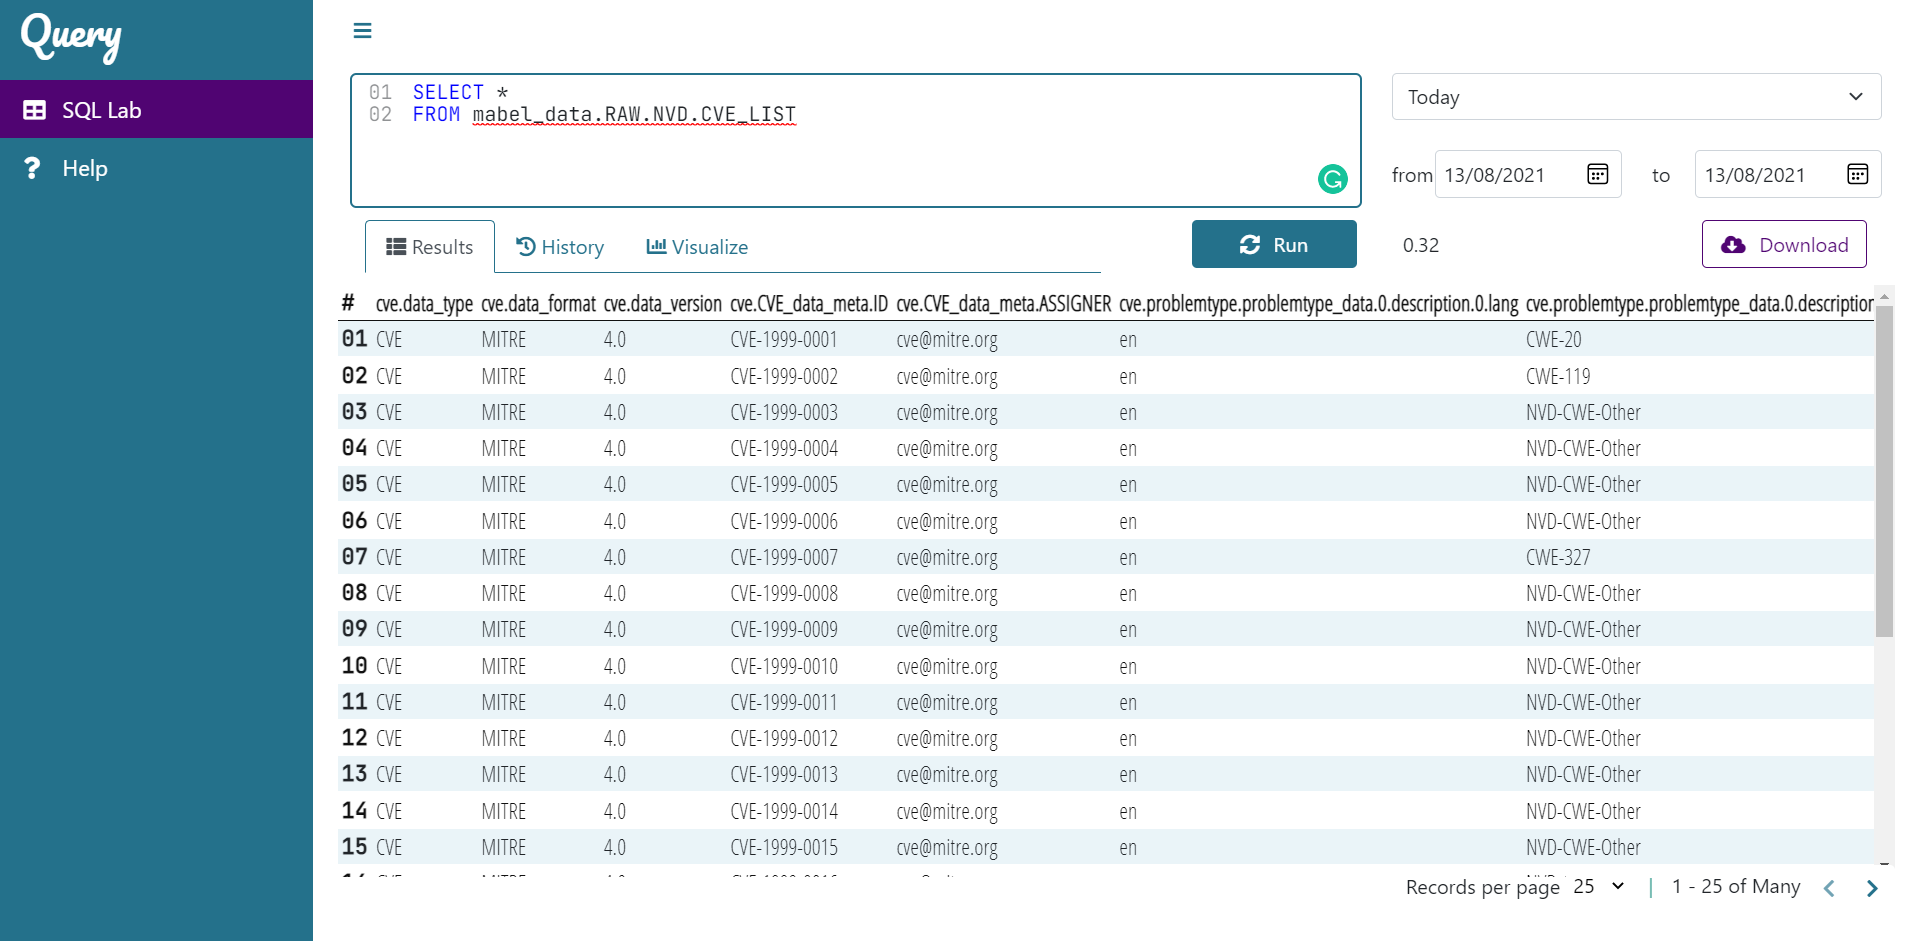 Query
SQL Lab
Help
01 SELECT *
02 FROM mabel_data.RAW.NVD.CVE_LIST
Today
from 13/08/2021 to 13/08/2021
Results History Visualize Run 0.32 Download
# cve.data_type cve.data_format cve.data_version cve.CVE_data_meta.ID cve.CVE_data_meta.ASSIGNER cve.problemtype.problemtype_data.0.description.0.lang cve.problemtype.problemtype_data.0.description
01 CVE MITRE 4.0 CVE-1999-0001 cve@mitre.org en CWE-20
02 CVE MITRE 4.0 CVE-1999-0002 cve@mitre.org en CWE-119
03 CVE MITRE 4.0 CVE-1999-0003 cve@mitre.org en NVD-CWE-Other
04 CVE MITRE 4.0 CVE-1999-0004 cve@mitre.org en NVD-CWE-Other
05 CVE MITRE 4.0 CVE-1999-0005 cve@mitre.org en NVD-CWE-Other
06 CVE MITRE 4.0 CVE-1999-0006 cve@mitre.org en NVD-CWE-Other
07 CVE MITRE 4.0 CVE-1999-0007 cve@mitre.org en CWE-327
08 CVE MITRE 4.0 CVE-1999-0008 cve@mitre.org en NVD-CWE-Other
09 CVE MITRE 4.0 CVE-1999-0009 cve@mitre.org en NVD-CWE-Other
10 CVE MITRE 4.0 CVE-1999-0010 cve@mitre.org en NVD-CWE-Other
11 CVE MITRE 4.0 CVE-1999-0011 cve@mitre.org en NVD-CWE-Other
12 CVE MITRE 4.0 CVE-1999-0012 cve@mitre.org en NVD-CWE-Other
13 CVE MITRE 4.0 CVE-1999-0013 cve@mitre.org en NVD-CWE-Other
14 CVE MITRE 4.0 CVE-1999-0014 cve@mitre.org en NVD-CWE-Other
15 CVE MITRE 4.0 CVE-1999-0015 cve@mitre.org en NVD-CWE-Other
Records per page 25 | 1 - 25 of Many